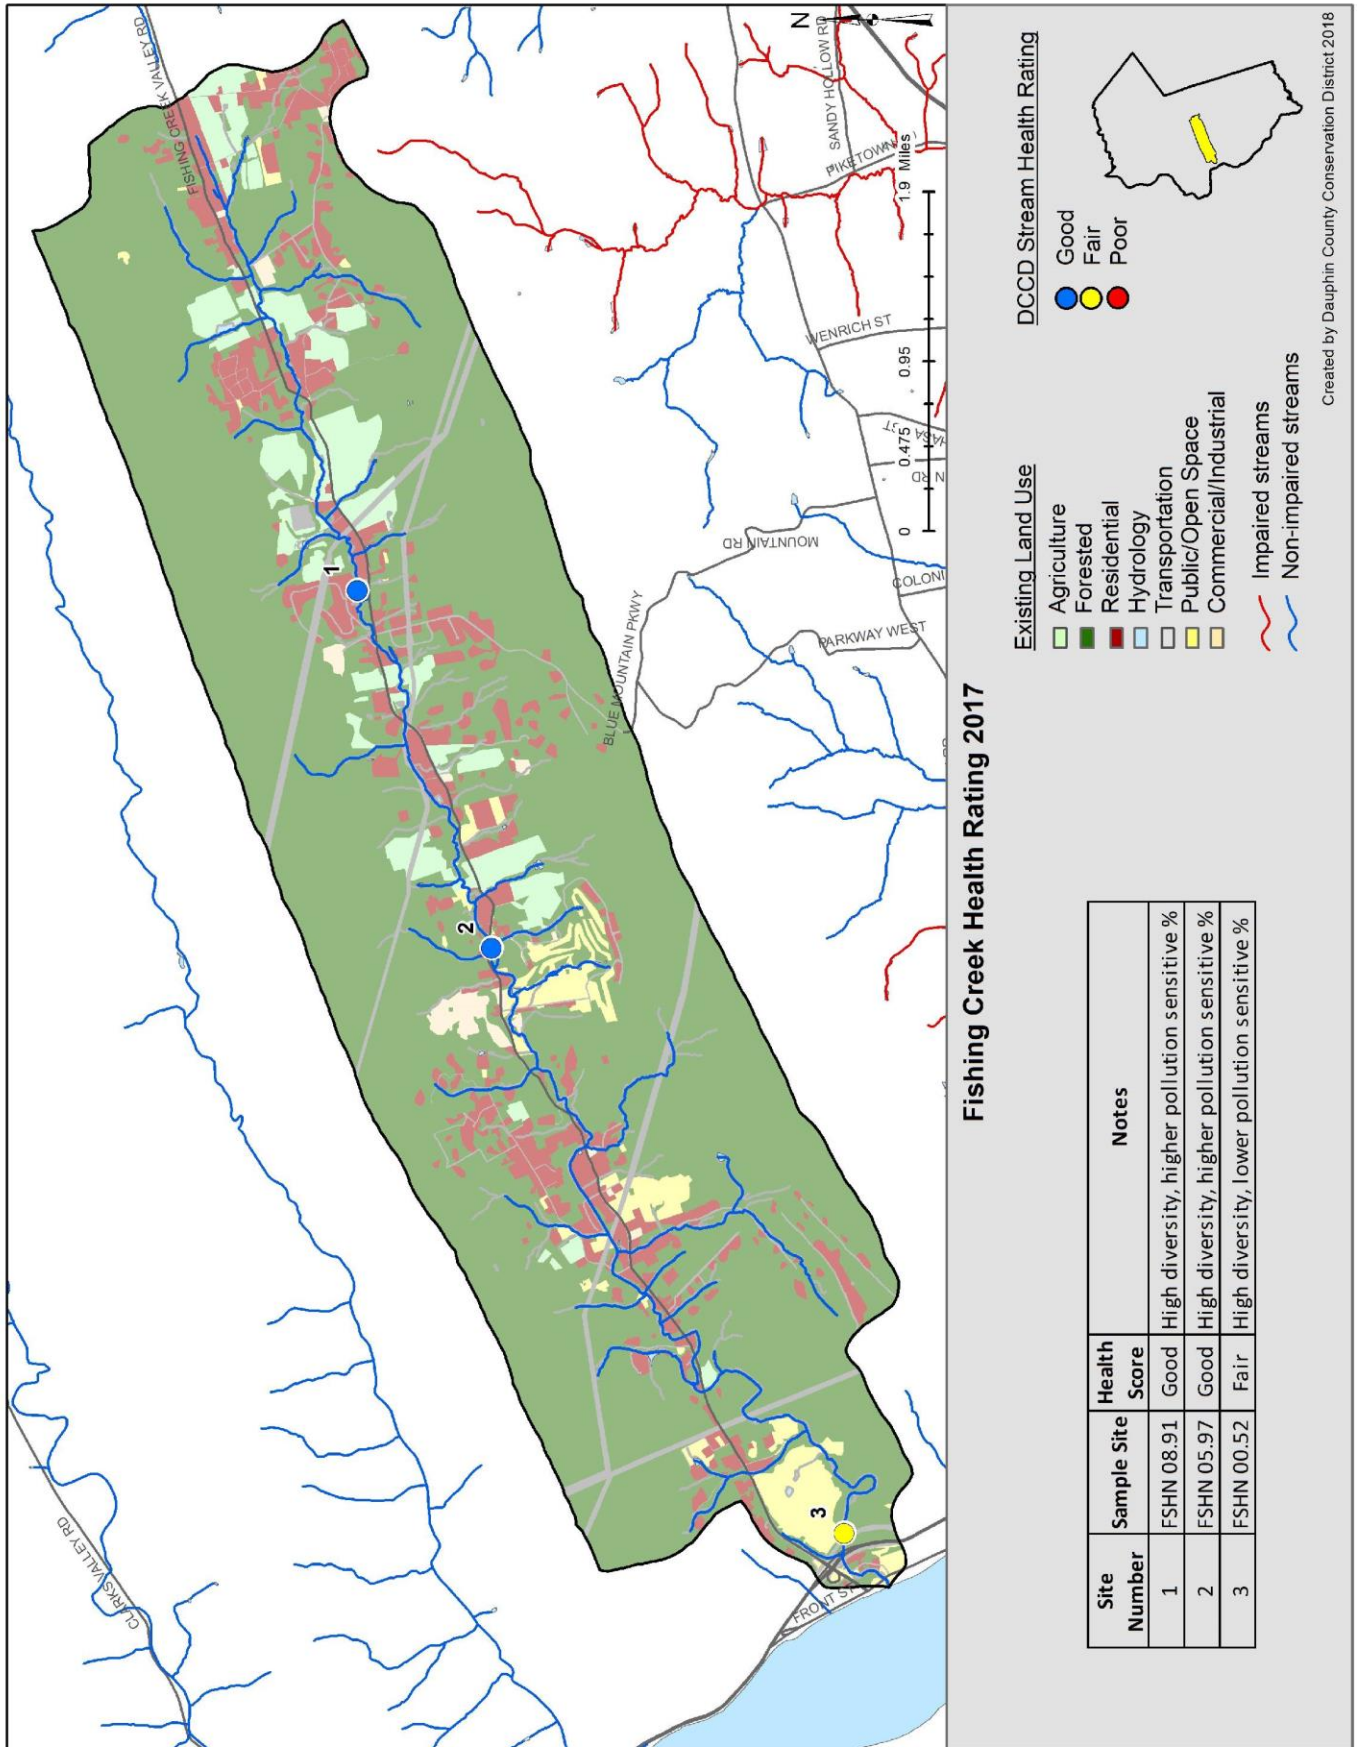 CLARKS VALLEY RD
FISHING CREEK VALLEY RD
N
1
2
3
BLUE MOUNTAIN PKWY
MOUNTAIN RD
PARKWAY WEST
COLONI
WENRICH ST
N RD
PIKETOWN
SANDY HOLLOW RD
FRONT ST
0 0.475 0.95 1.9 Miles
Fishing Creek Health Rating 2017
Site Number Sample Site Health Score Notes
1 FSHN 08.91 Good High diversity, higher pollution sensitive %
2 FSHN 05.97 Good High diversity, higher pollution sensitive %
3 FSHN 00.52 Fair High diversity, lower pollution sensitive %
Existing Land Use
Agriculture
Forested
Residential
Hydrology
Transportation
Public/Open Space
Commercial/Industrial
Impaired streams
Non-impaired streams
DCCD Stream Health Rating
Good
Fair
Poor
Created by Dauphin County Conservation District 2018